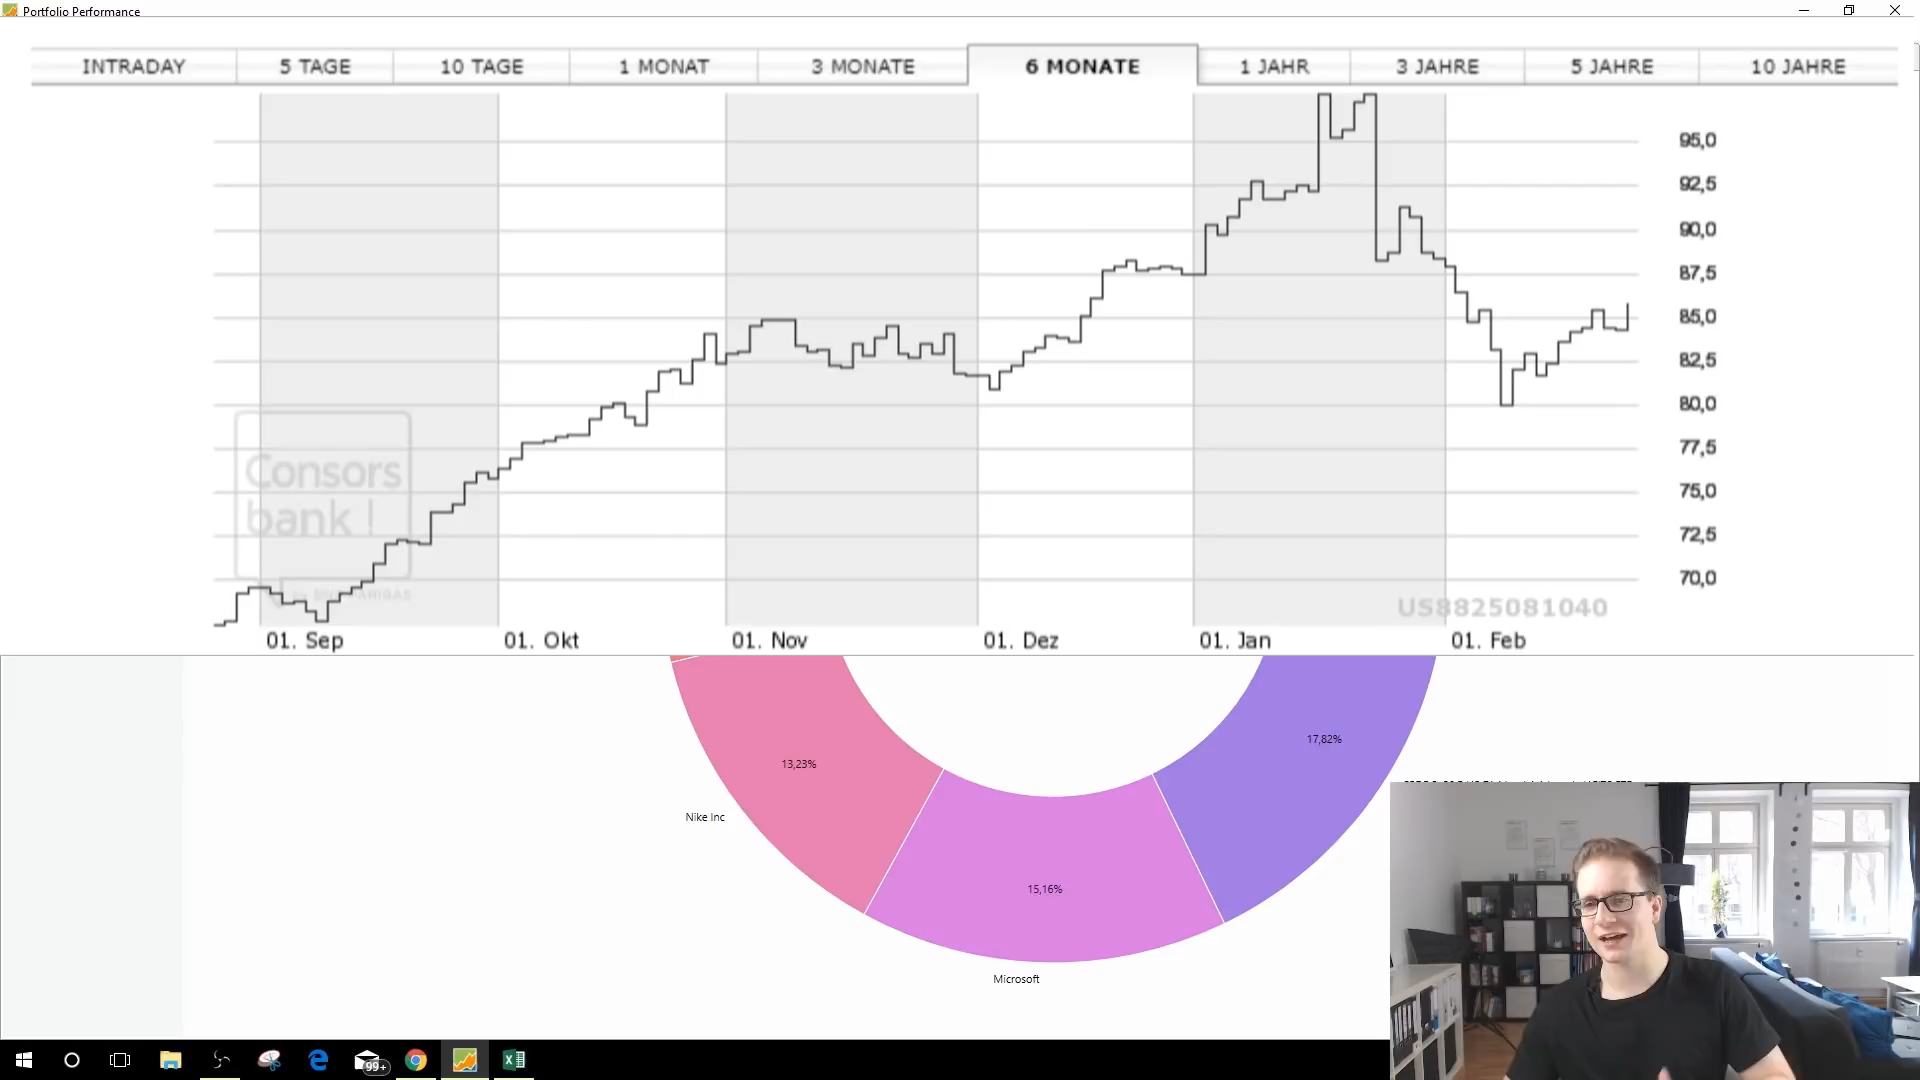 Portfolio Performance
INTRADAY 5 TAGE 10 TAGE 1 MONAT 3 MONATE 6 MONATE 1 JAHR 3 JAHRE 5 JAHRE 10 JAHRE
95,0
92,5
90,0
87,5
85,0
82,5
80,0
77,5
75,0
72,5
70,0
Consors
bank!
US8825081040
01. Sep 01. Okt 01. Nov 01. Dez 01. Jan 01. Feb
17,82%
13,23%
Nike Inc
15,16%
Microsoft
99+